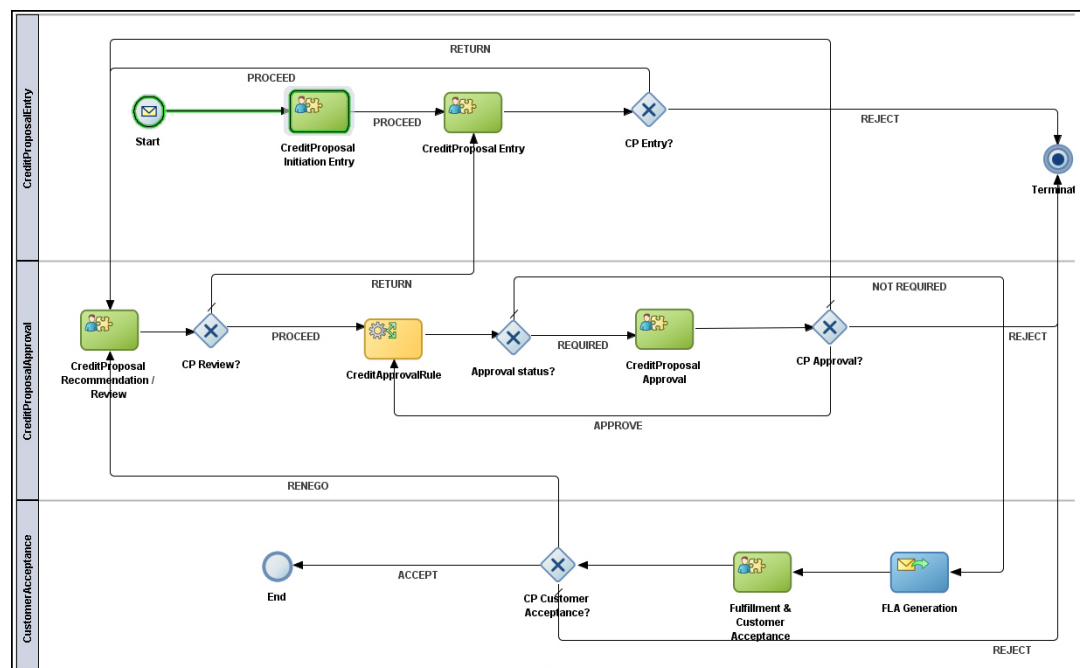 CreditProposalEntry
RETURN
PROCEED
Start
CreditProposal
Initiation Entry
PROCEED
CreditProposal Entry
CP Entry?
REJECT
Terminat
CreditProposalApproval
RETURN
NOT REQUIRED
CreditProposal
Recommendation /
Review
CP Review?
PROCEED
CreditApprovalRule
Approval status?
REQUIRED
CreditProposal
Approval
CP Approval?
REJECT
APPROVE
RENEGO
CustomerAcceptance
End
ACCEPT
CP Customer
Acceptance?
Fulfillment &
Customer
Acceptance
FLA Generation
REJECT